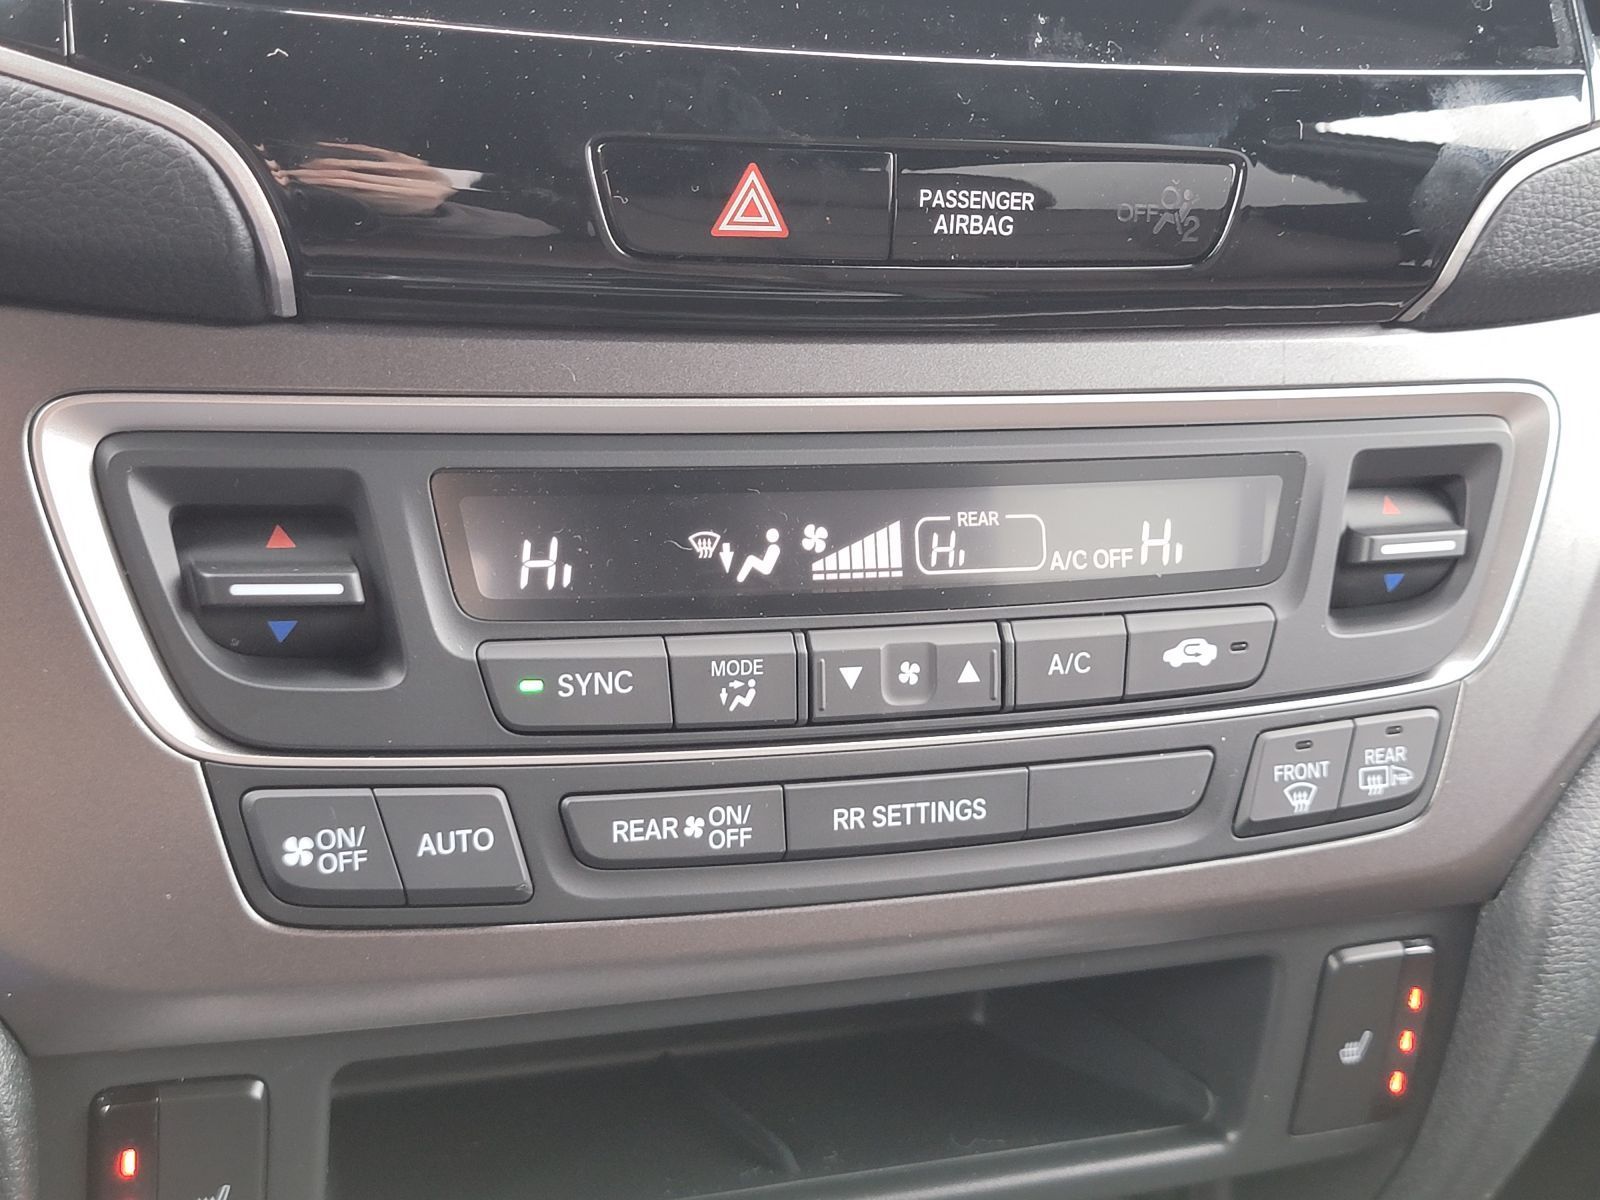 PASSENGER
AIRBAG
OFF
2
REAR
Hi
Hi
A/C OFF
Hi
SYNC
MODE
A/C
ON/
OFF
AUTO
REAR
ON/
OFF
RR SETTINGS
FRONT
REAR